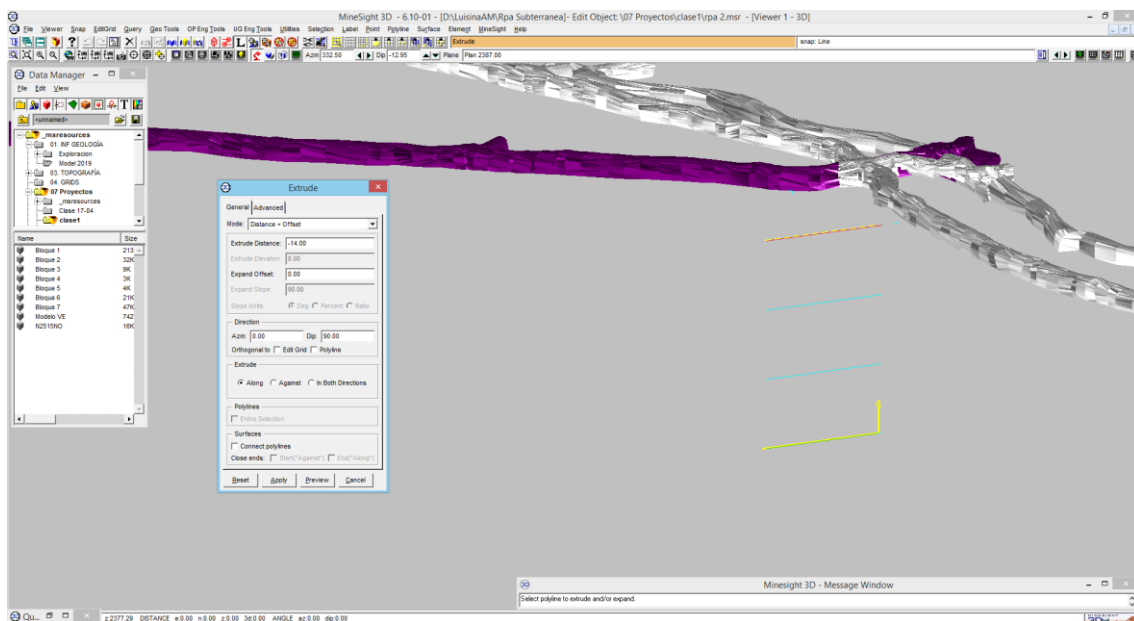 MineSight 3D - 6.10-01 - [D:\LuisinaAM\Rpa Subterranea]- Edit Object: \07 Proyectos\clase1\rpa 2.msr - [Viewer 1 - 3D]
File Viewer Snap EditGrid Query Geo Tools OP Eng Tools UG Eng Tools Utilities Selection Label Point Polyline Surface Element MineSight Help
Extrude
snap: Line
Azm 332.50 Dip -12.95 Plane Plan 2387.00
Data Manager
File Edit View
<unnamed>
_msresources
01. INF GEOLOGÍA
Exploracion
Model 2019
03. TOPOGRAFÍA
04. GRIDS
07 Proyectos
_msresources
Clase 17-04
clase1
Name Size
Bloque 1 213
Bloque 2 32K
Bloque 3 9K
Bloque 4 3K
Bloque 5 4K
Bloque 6 21K
Bloque 7 47K
Modelo VE 742
N2515NO 16K
Extrude
General Advanced
Mode: Distance + Offset
Extrude Distance: -14.00
Extrude Elevation: 0.00
Expand Offset: 0.00
Expand Slope: 90.00
Slope Units: Deg Percent Ratio
Direction
Azm: 0.00 Dip: 90.00
Orthogonal to Edit Grid Polyline
Extrude
Along Against In Both Directions
Polylines
Entire Selection
Surfaces
Connect polylines
Close ends: Start("Against") End("Along")
Reset Apply Preview Cancel
Minesight 3D - Message Window
Select polyline to extrude and/or expand.
Qu...
z:2377.29 DISTANCE e:0.00 n:0.00 z:0.00 3d:0.00 ANGLE az:0.00 dip:0.00